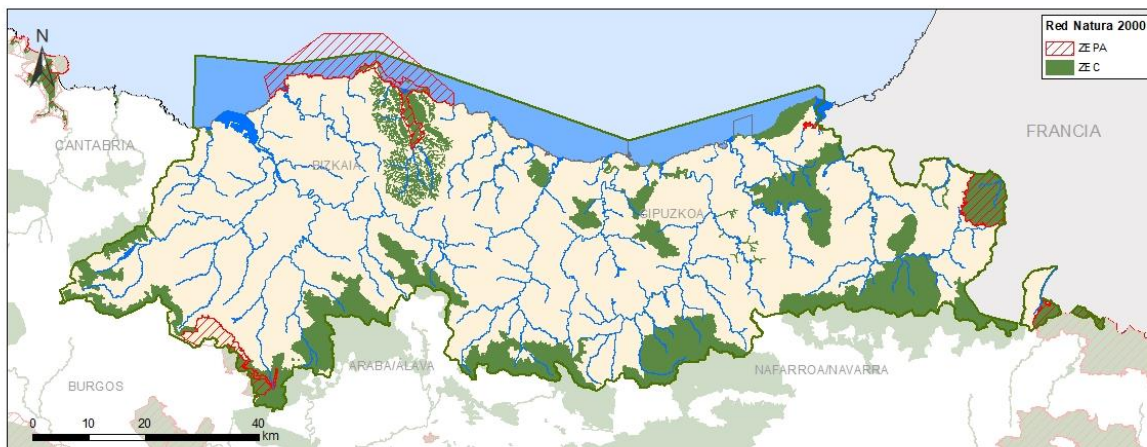 Red Natura 2000
ZEPA
ZEC
N
CANTABRIA
FRANCIA
BIZKAIA
GIPUZKOA
ARABA/ALAVA
NAFARROA/NAVARRA
BURGOS
0 10 20 40
km